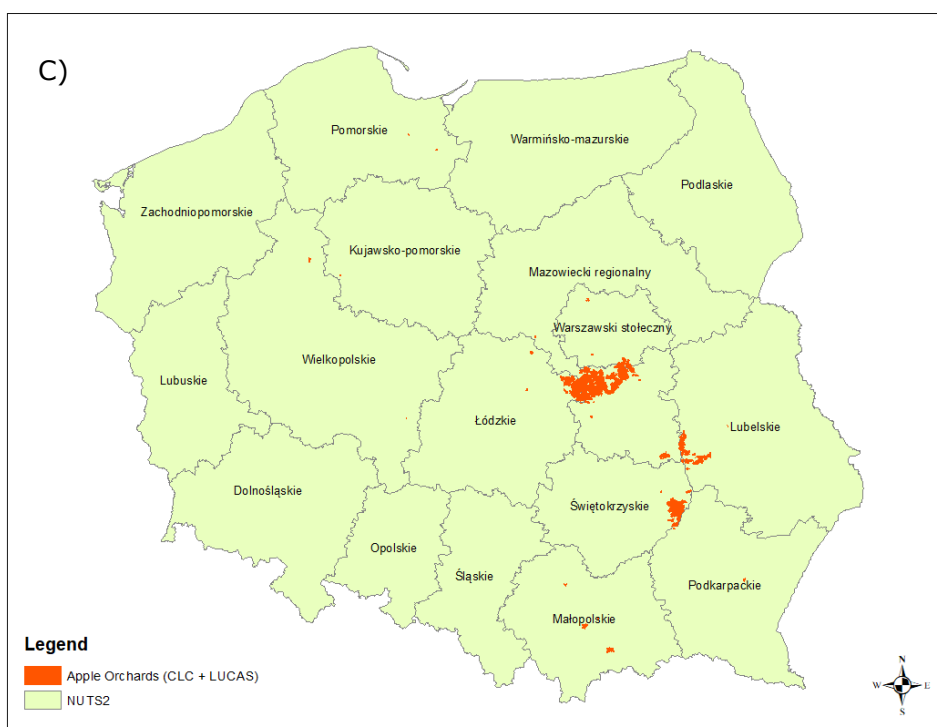 C)
Pomorskie
Warmińsko-mazurskie
Podlaskie
Zachodniopomorskie
Kujawsko-pomorskie
Mazowiecki regionalny
Warszawski stołeczny
Wielkopolskie
Lubuskie
Łódzkie
Lubelskie
Dolnośląskie
Świętokrzyskie
Opolskie
Śląskie
Podkarpackie
Małopolskie
Legend
Apple Orchards (CLC + LUCAS)
NUTS2
N
W E
S